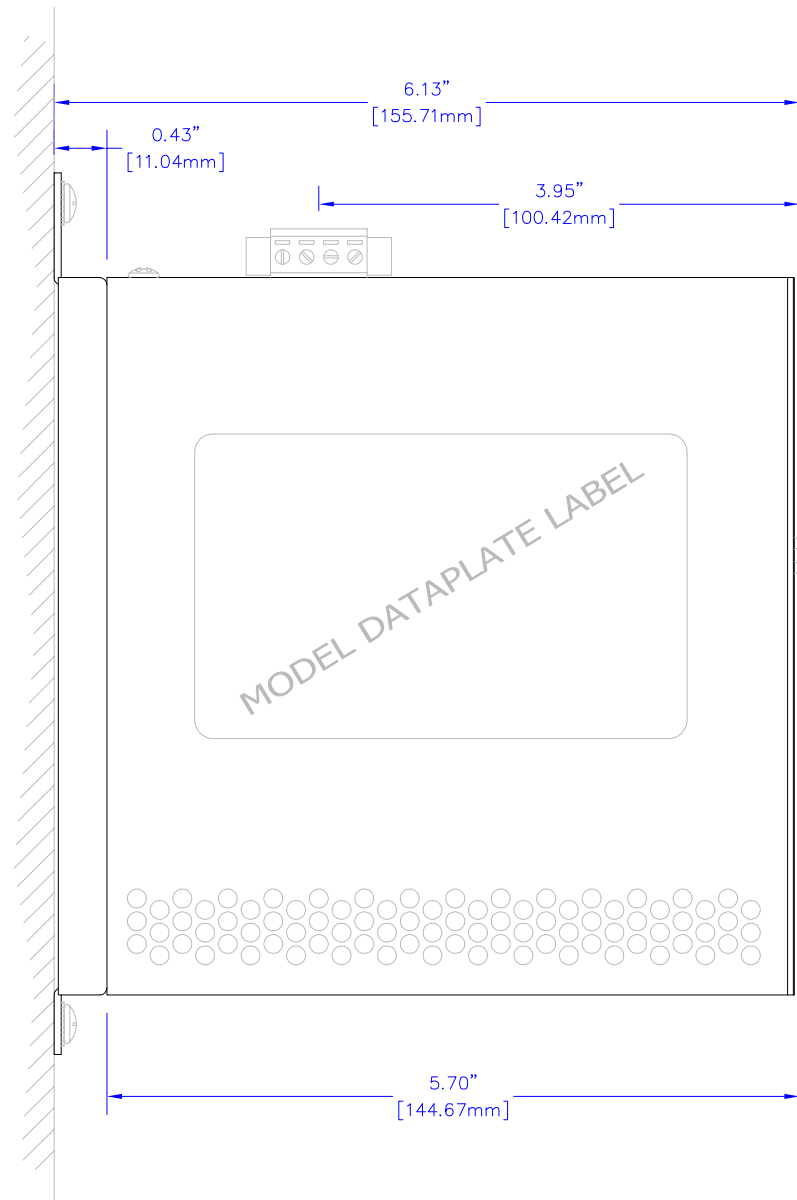 6.13”
[155.71mm]
0.43”
[11.04mm]
3.95”
[100.42mm]
MODEL DATAPLATE LABEL
5.70”
[144.67mm]